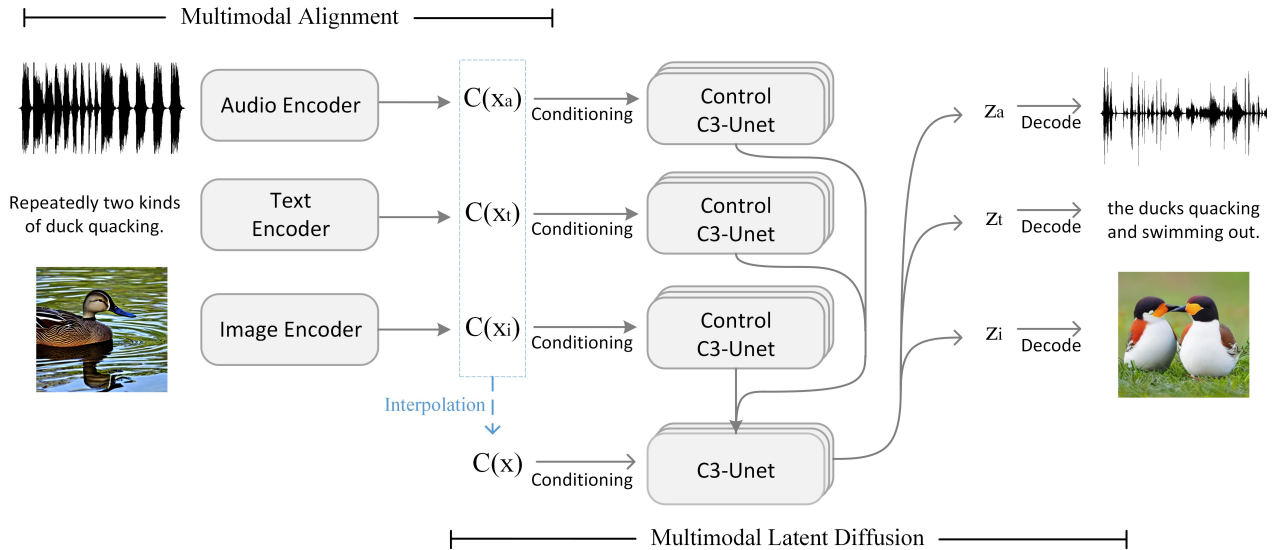 Multimodal Alignment
Audio Encoder
C(xa)
Conditioning
Control
C3-Unet
Za
Decode
Repeatedly two kinds
of duck quacking.
Text
Encoder
C(xt)
Conditioning
Control
C3-Unet
Zt
Decode
the ducks quacking
and swimming out.
Image Encoder
C(xi)
Conditioning
Control
C3-Unet
Zi
Decode
Interpolation
C(x)
Conditioning
C3-Unet
Multimodal Latent Diffusion